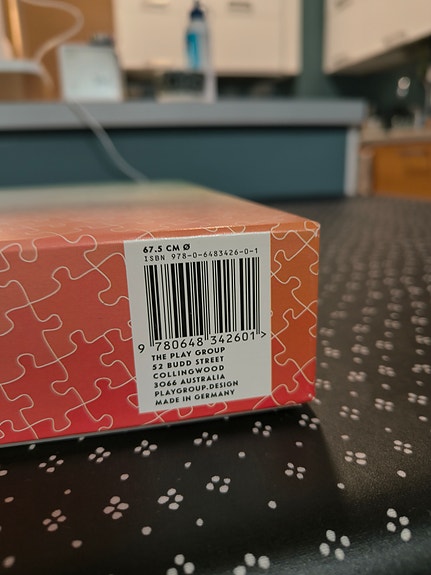 67.5 CM Ø
ISBN 978-0-6483426-0-1
9 780648 342601 >
THE PLAY GROUP
52 BUDD STREET
COLLINGWOOD
3066 AUSTRALIA
PLAYGROUP.DESIGN
MADE IN GERMANY